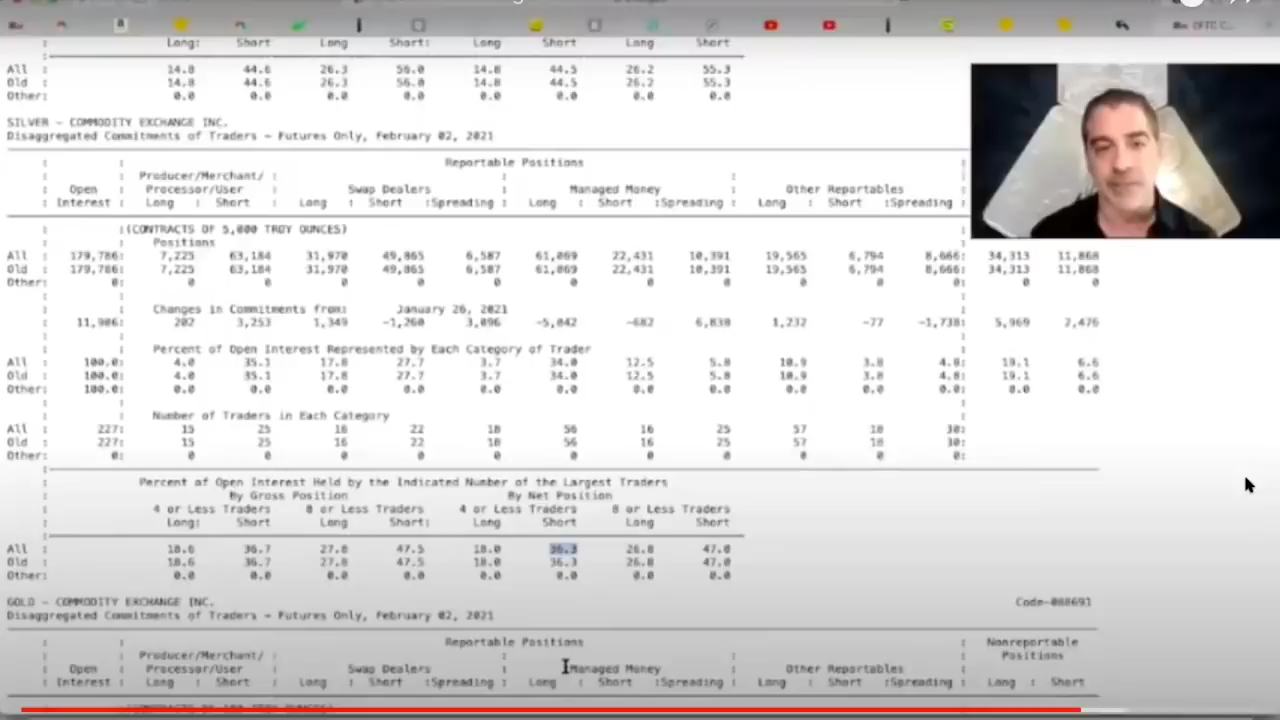 Long: Short Long Short: Long Short Long Short
All : 14.8 44.6 26.3 56.0 14.8 44.5 26.2 55.3
Old : 14.8 44.6 26.3 56.0 14.8 44.5 26.2 55.3
Other: 0.0 0.0 0.0 0.0 0.0 0.0 0.0 0.0
SILVER - COMMODITY EXCHANGE INC.
Disaggregated Commitments of Traders - Futures Only, February 02, 2021
Reportable Positions
Producer/Merchant/ :
Open : Processor/User : Swap Dealers : Managed Money : Other Reportables :
Interest : Long : Short : Long : Short :Spreading : Long : Short :Spreading : Long : Short :Spreading :
:(CONTRACTS OF 5,000 TROY OUNCES)
Positions
All : 179,786: 7,225 63,184 31,970 49,865 6,587 61,069 22,431 10,391 19,565 6,794 8,666: 34,313 11,868
Old : 179,786: 7,225 63,184 31,970 49,865 6,587 61,069 22,431 10,391 19,565 6,794 8,666: 34,313 11,868
Other: 0: 0 0 0 0 0 0 0 0 0 0 0: 0 0
Changes in Commitments from: January 26, 2021
11,906: 202 3,253 1,349 -1,260 3,096 -5,042 -682 6,838 1,232 -77 -1,738: 5,969 2,476
Percent of Open Interest Represented by Each Category of Trader
All : 100.0: 4.0 35.1 17.8 27.7 3.7 34.0 12.5 5.8 10.9 3.8 4.8: 19.1 6.6
Old : 100.0: 4.0 35.1 17.8 27.7 3.7 34.0 12.5 5.8 10.9 3.8 4.8: 19.1 6.6
Other: 100.0: 0.0 0.0 0.0 0.0 0.0 0.0 0.0 0.0 0.0 0.0 0.0: 0.0 0.0
Number of Traders in Each Category
All : 227: 15 25 16 22 18 56 16 25 57 18 30:
Old : 227: 15 25 16 22 18 56 16 25 57 18 30:
Other: 0: 0 0 0 0 0 0 0 0 0 0 0:
Percent of Open Interest Held by the Indicated Number of the Largest Traders
By Gross Position By Net Position
4 or Less Traders 8 or Less Traders 4 or Less Traders 8 or Less Traders
Long: Short Long Short: Long Short Long Short
All : 18.6 36.7 27.8 47.5 18.0 36.3 26.8 47.0
Old : 18.6 36.7 27.8 47.5 18.0 36.3 26.8 47.0
Other: 0.0 0.0 0.0 0.0 0.0 0.0 0.0 0.0
GOLD - COMMODITY EXCHANGE INC. Code-088691
Disaggregated Commitments of Traders - Futures Only, February 02, 2021
Reportable Positions : Nonreportable
Producer/Merchant/ : Positions
Open : Processor/User : Swap Dealers : Managed Money : Other Reportables :
Interest : Long : Short : Long : Short :Spreading : Long : Short :Spreading : Long : Short :Spreading : Long : Short